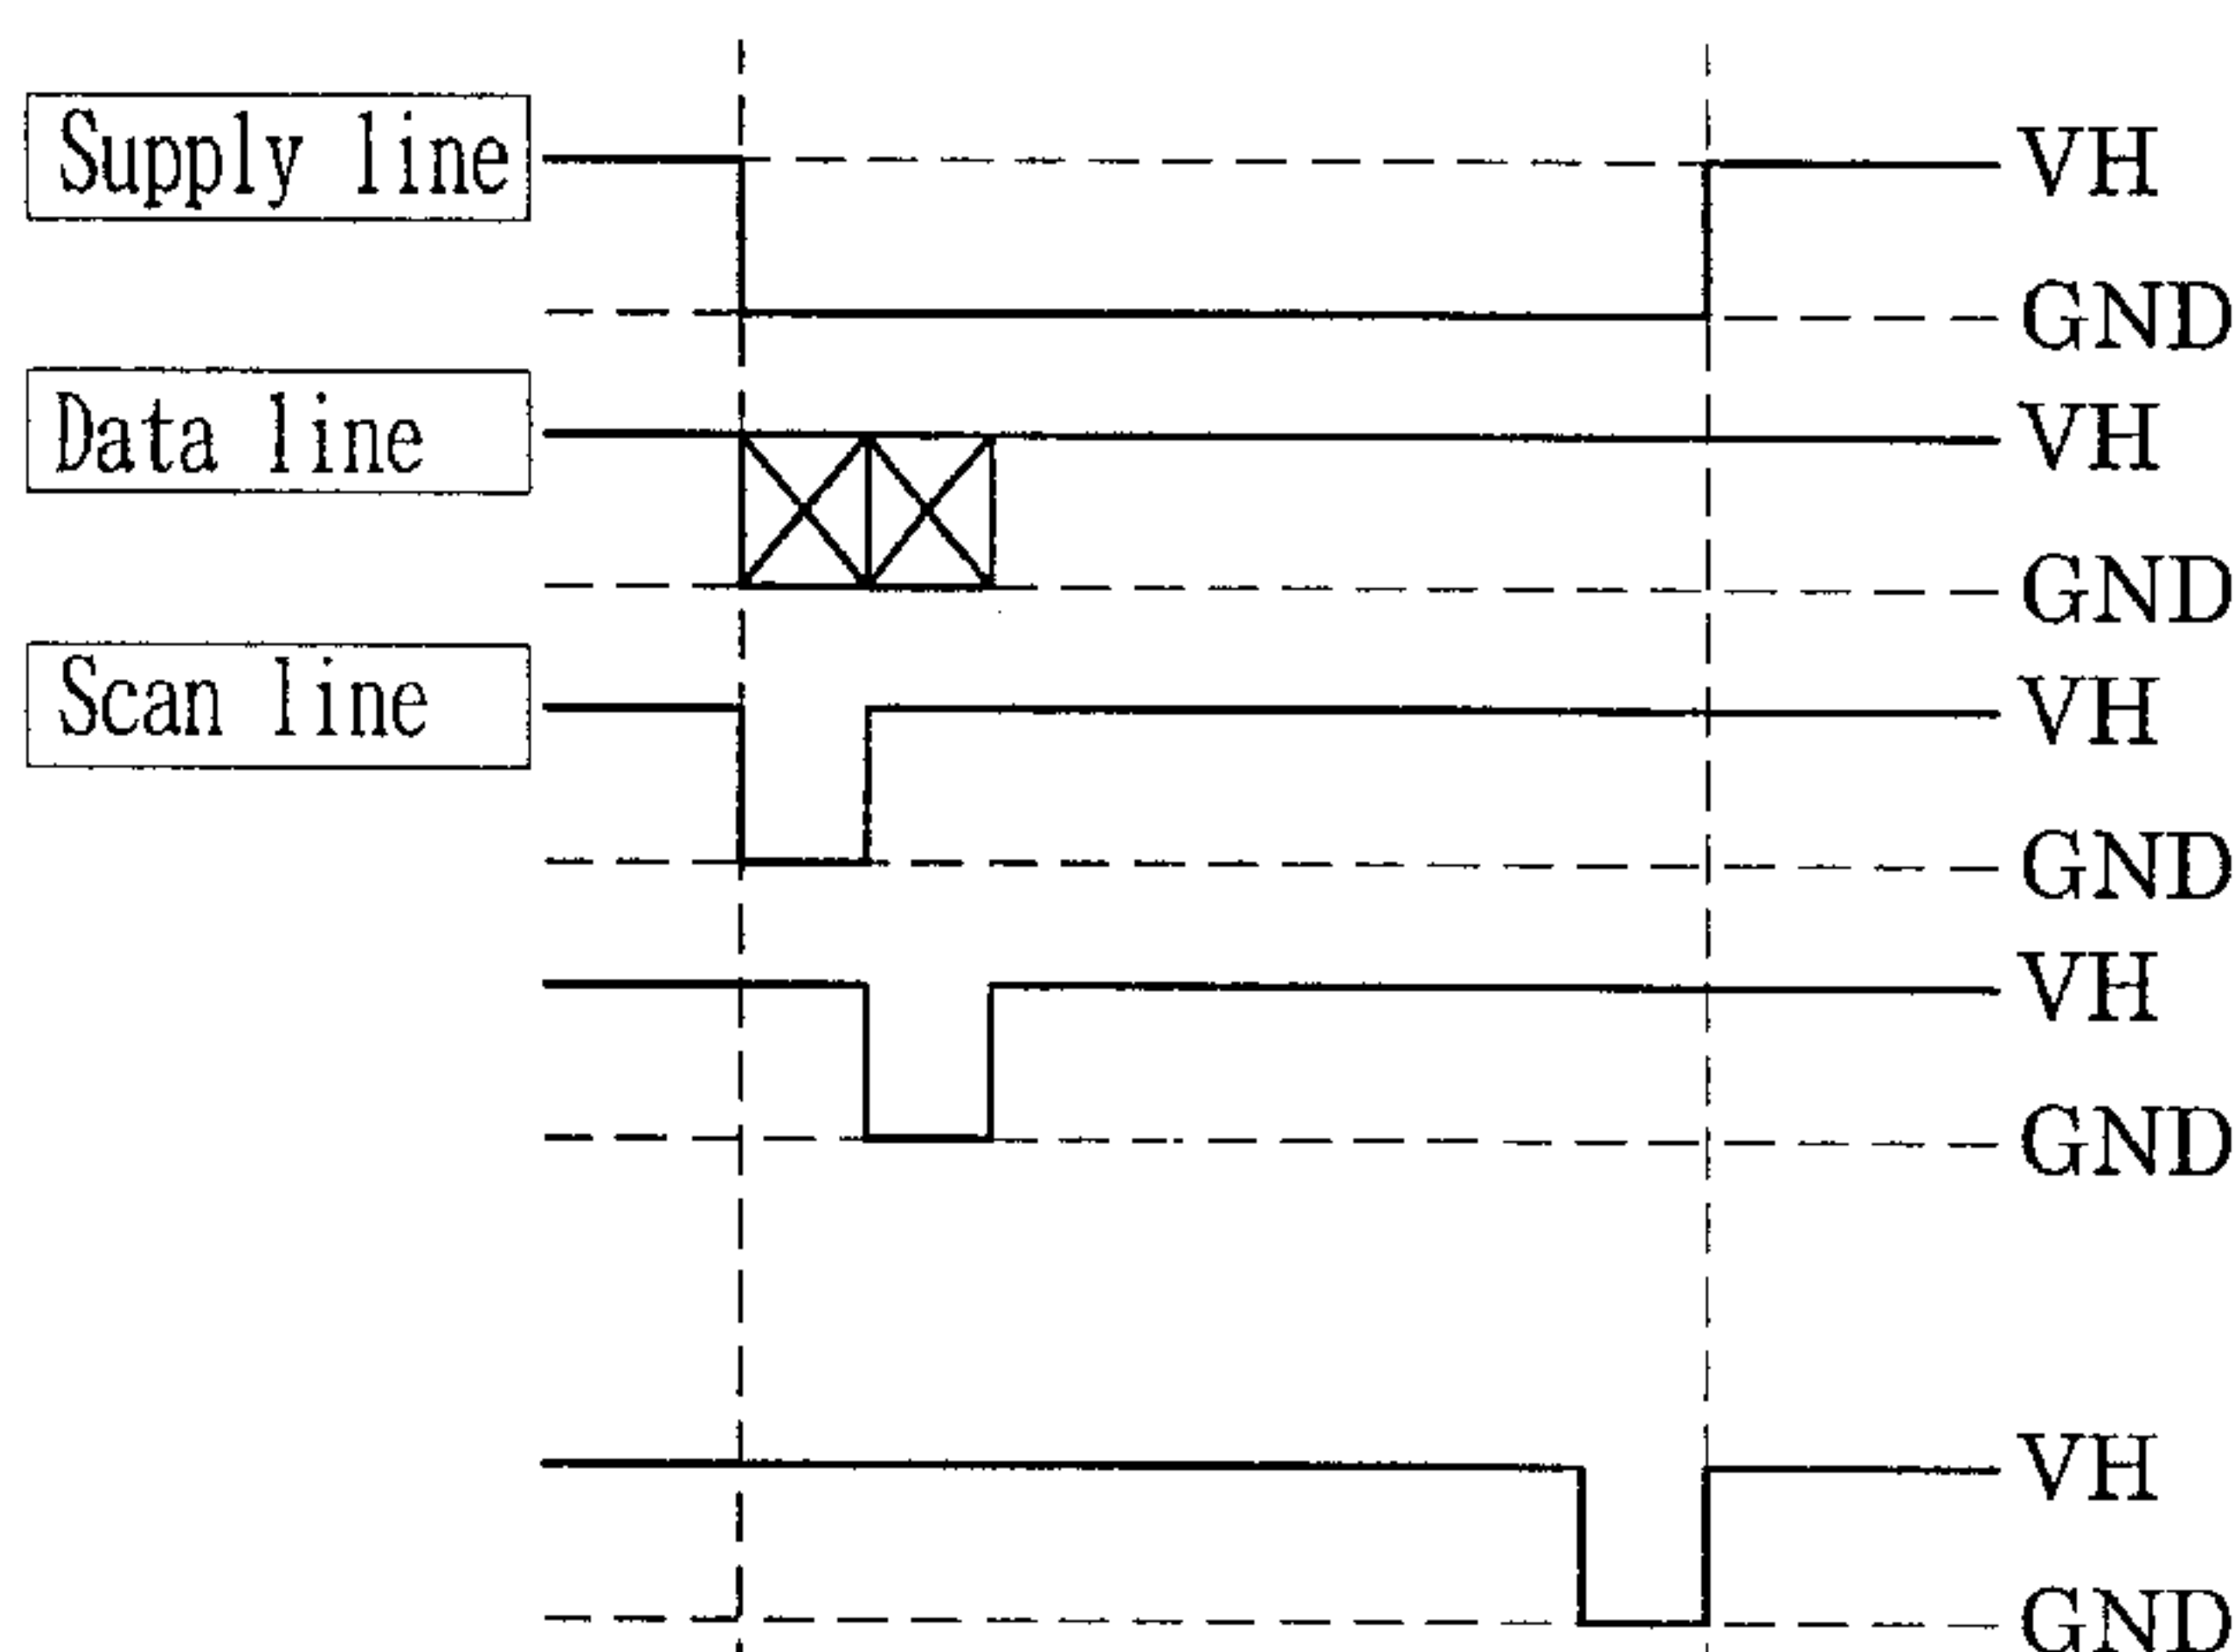 Supply line
VH
GND
Data line
VH
GND
Scan line
VH
GND
VH
GND
VH
GND